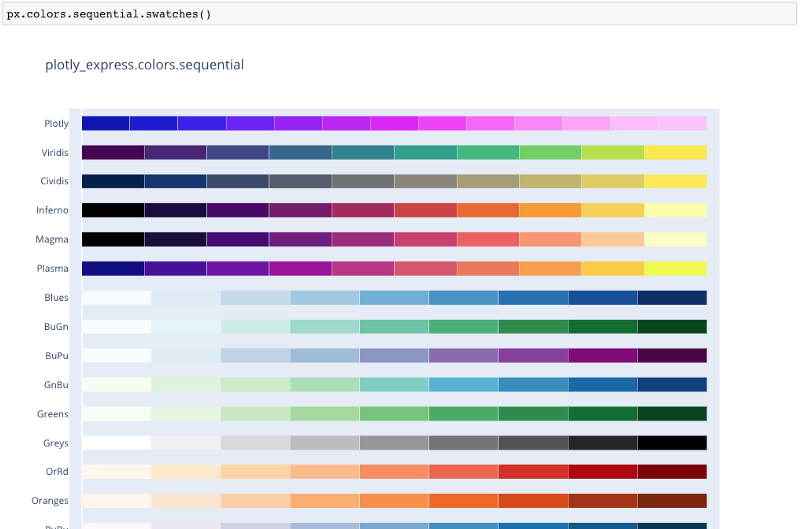 px.colors.sequential.swatches()
plotly_express.colors.sequential
Plotly
Viridis
Cividis
Inferno
Magma
Plasma
Blues
BuGn
BuPu
GnBu
Greens
Greys
OrRd
Oranges